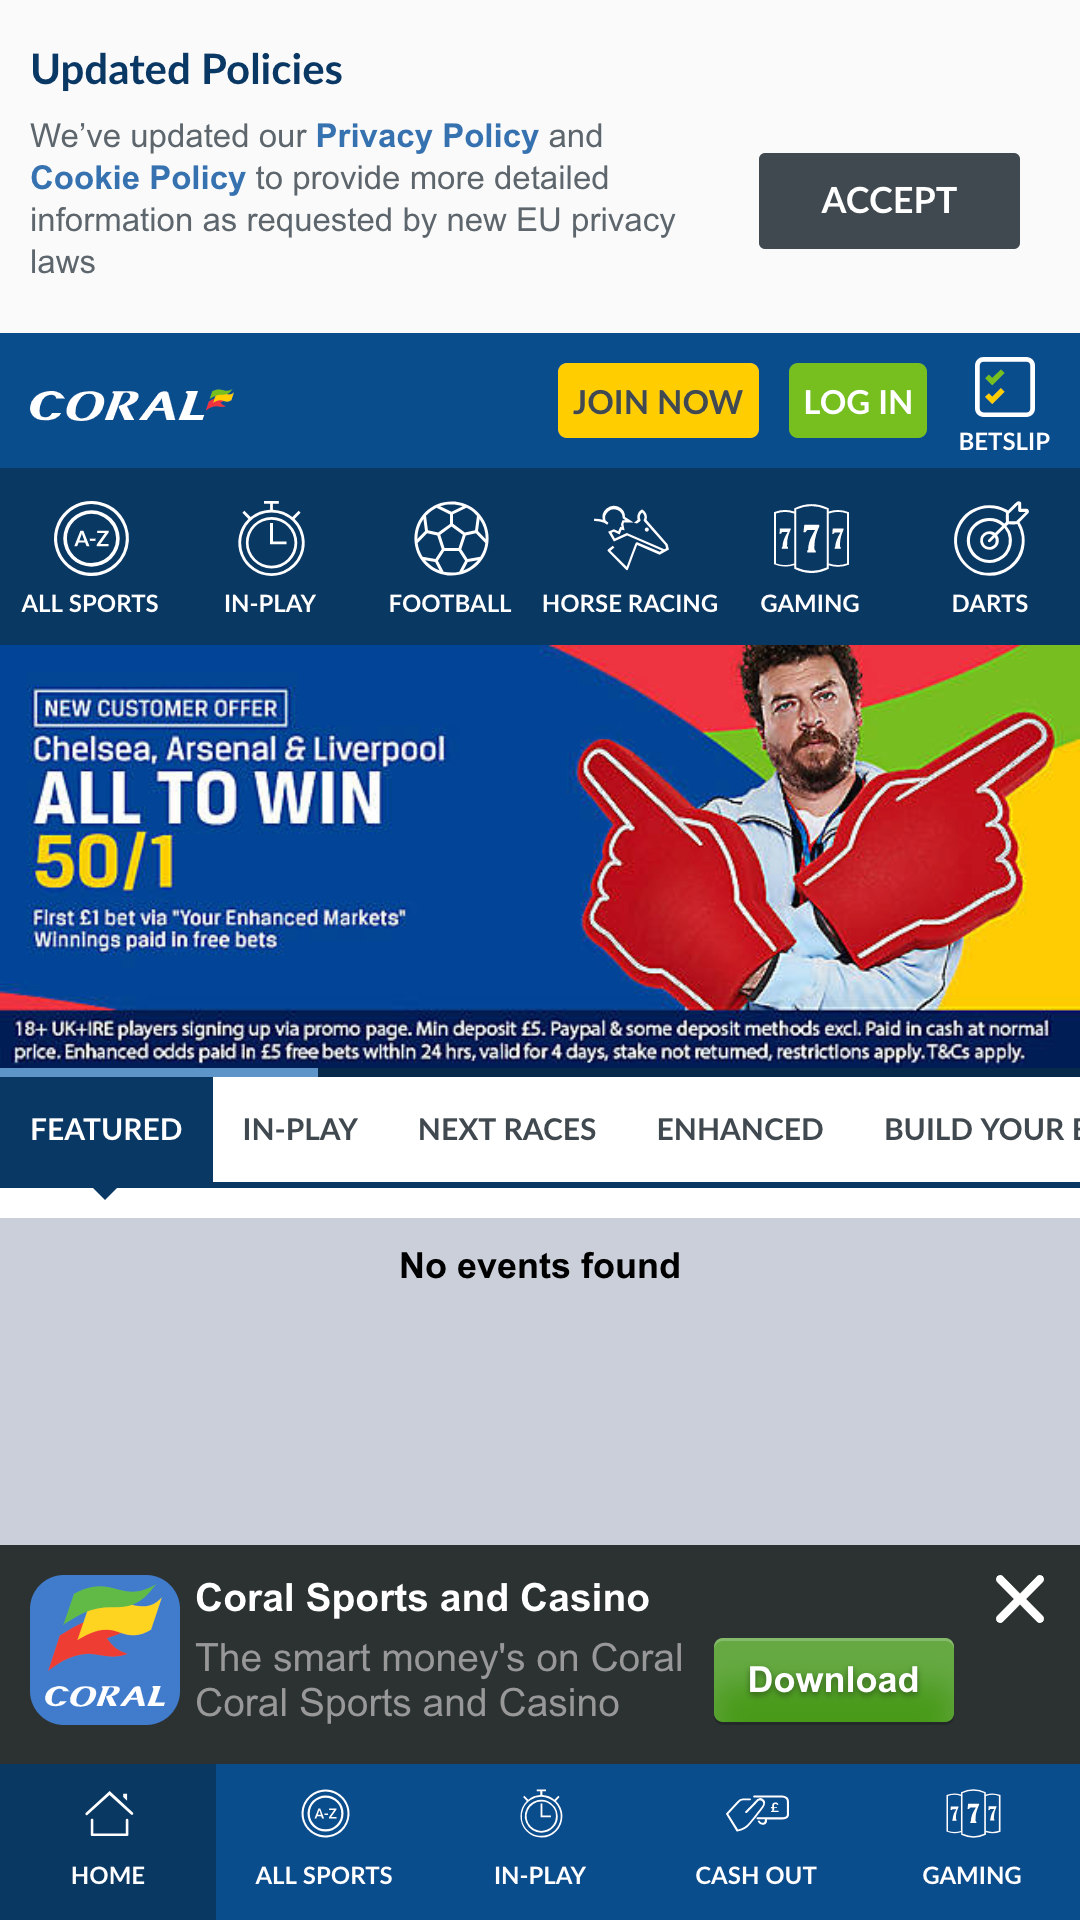 Updated Policies
We’ve updated our Privacy Policy and
Cookie Policy to provide more detailed
information as requested by new EU privacy
laws
ACCEPT
CORAL
JOIN NOW
LOG IN
BETSLIP
A-Z
7 7 7
ALL SPORTS
IN-PLAY
FOOTBALL
HORSE RACING
GAMING
DARTS
NEW CUSTOMER OFFER
Chelsea, Arsenal & Liverpool
ALL TO WIN
50/1
First £1 bet via "Your Enhanced Markets"
Winnings paid in free bets
18+ UK+IRE players signing up via promo page. Min deposit £5. Paypal & some deposit methods excl. Paid in cash at normal
price. Enhanced odds paid in £5 free bets within 24 hrs, valid for 4 days, stake not returned, restrictions apply. T&Cs apply.
FEATURED
IN-PLAY
NEXT RACES
ENHANCED
BUILD YOUR
No events found
Coral Sports and Casino
The smart money's on Coral
Coral Sports and Casino
CORAL
Download
A-Z
£
7 7 7
HOME
ALL SPORTS
IN-PLAY
CASH OUT
GAMING